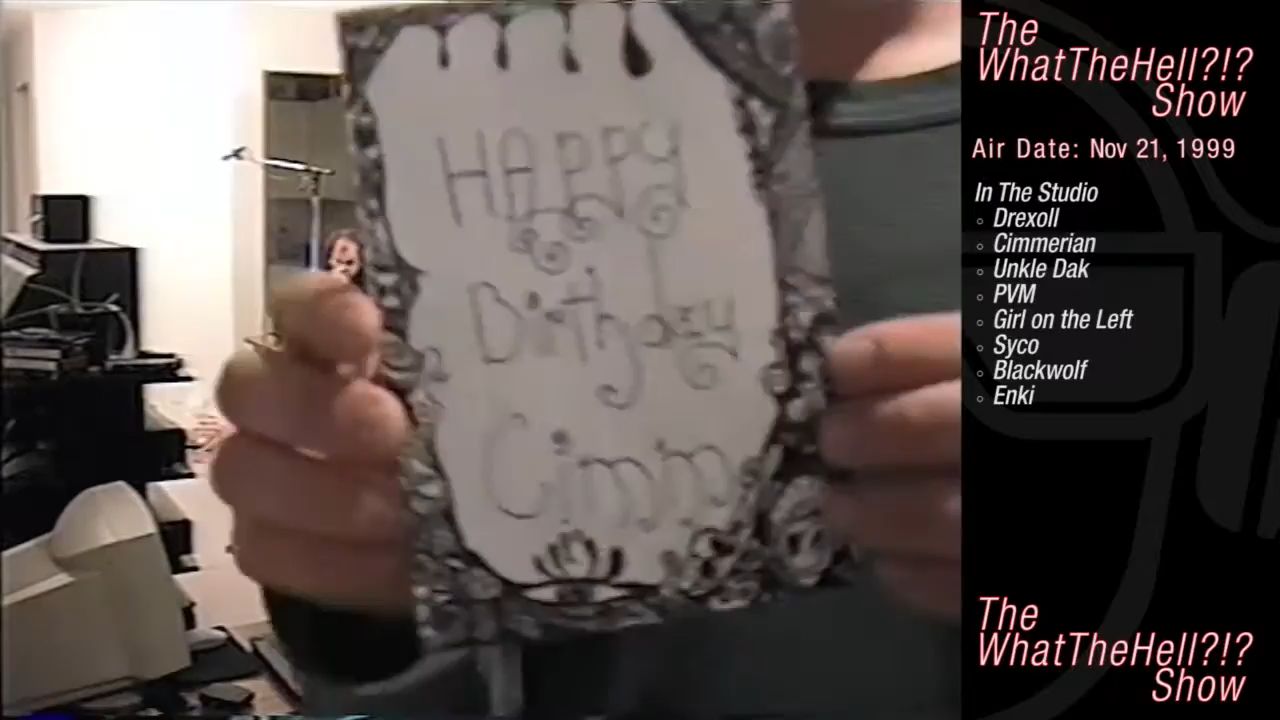 HAPPY
Birthday
Cimm
The
WhatTheHell?!?
Show
Air Date: Nov 21, 1999
In The Studio
Drexoll
Cimmerian
Unkle Dak
PVM
Girl on the Left
Syco
Blackwolf
Enki
The
WhatTheHell?!?
Show